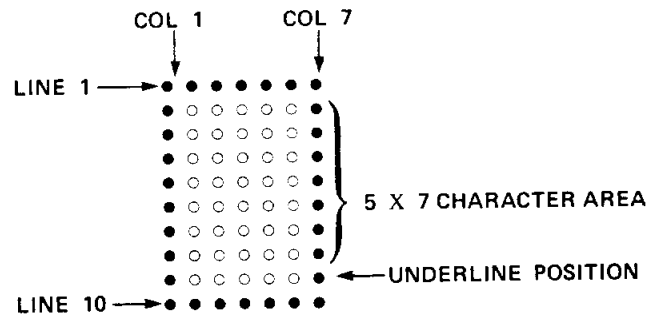 COL 1 COL 7
LINE 1
5 X 7 CHARACTER AREA
UNDERLINE POSITION
LINE 10